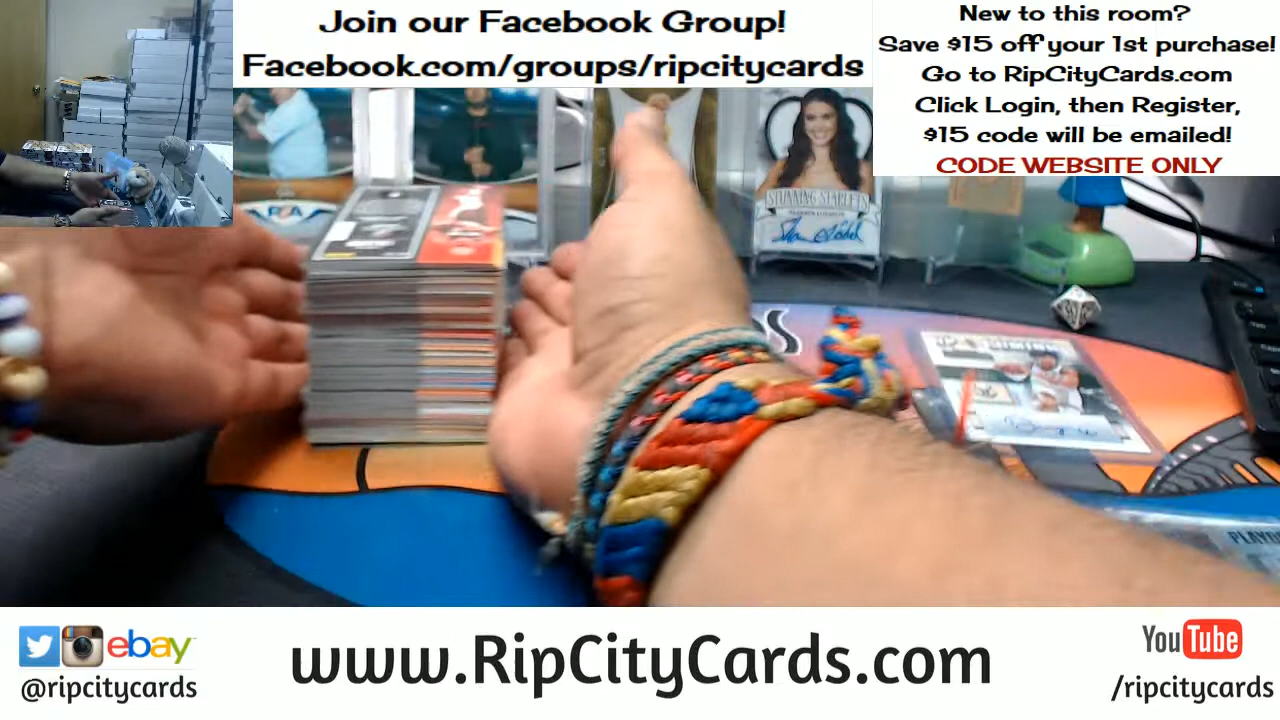 Join our Facebook Group!
Facebook.com/groups/ripcitycards
New to this room?
Save $15 off your 1st purchase!
Go to RipCityCards.com
Click Login, then Register,
$15 code will be emailed!
CODE WEBSITE ONLY
STUNNING STARLETS
PLAYO
ebay
@ripcitycards
www.RipCityCards.com
YouTube
/ripcitycards